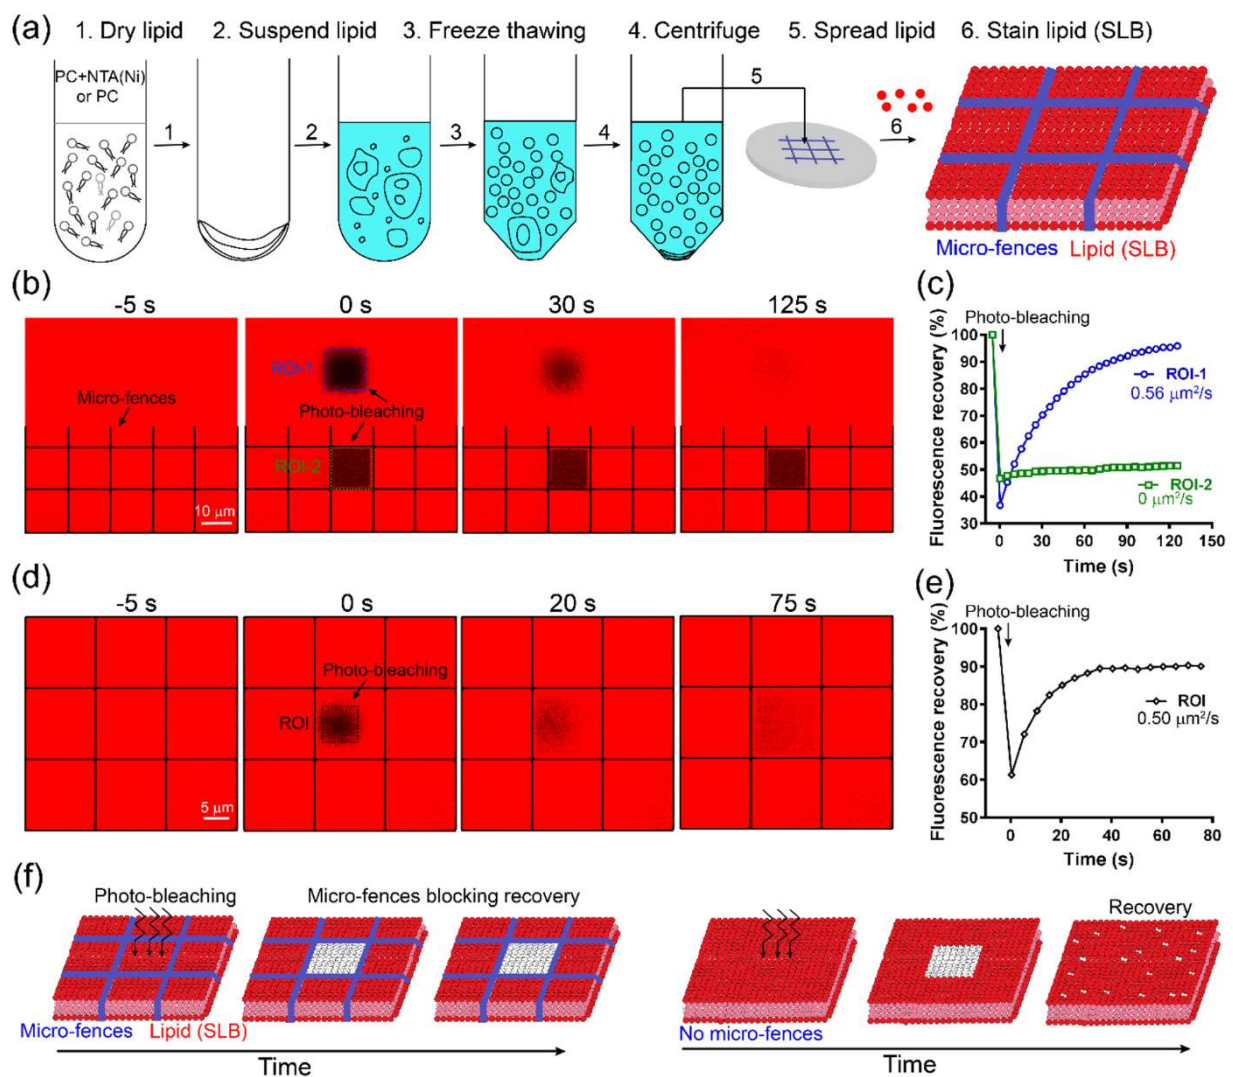 (a)
1. Dry lipid 2. Suspend lipid 3. Freeze thawing 4. Centrifuge 5. Spread lipid 6. Stain lipid (SLB)
PC+NTA(Ni)
or PC
1
2
3
4
5
6
Micro-fences Lipid (SLB)
(b)
-5 s 0 s 30 s 125 s
Micro-fences
10 μm
ROI-1
Photo-bleaching
ROI-2
(c)
Photo-bleaching
Fluorescence recovery (%)
100
90
80
70
60
50
40
30
ROI-1
0.56 μm²/s
ROI-2
0 μm²/s
0 30 60 90 120 150
Time (s)
(d)
-5 s 0 s 20 s 75 s
5 μm
Photo-bleaching
ROI
(e)
Photo-bleaching
Fluorescence recovery (%)
100
90
80
70
60
50
ROI
0.50 μm²/s
0 20 40 60 80
Time (s)
(f)
Photo-bleaching Micro-fences blocking recovery
Micro-fences Lipid (SLB)
Time
Recovery
No micro-fences
Time